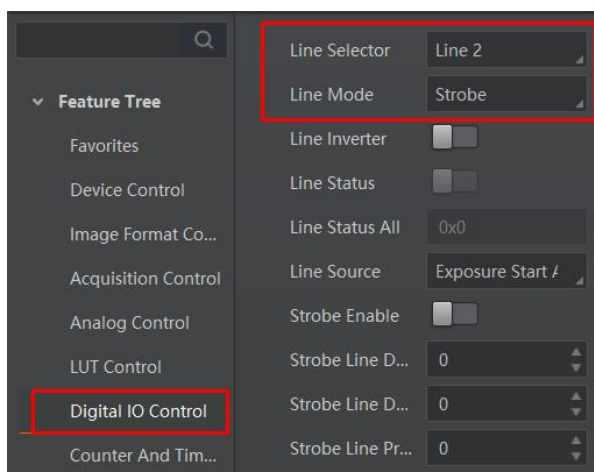 Feature Tree
Favorites
Device Control
Image Format Co...
Acquisition Control
Analog Control
LUT Control
Digital IO Control
Counter And Tim...
Line Selector Line 2
Line Mode Strobe
Line Inverter
Line Status
Line Status All 0x0
Line Source Exposure Start A
Strobe Enable
Strobe Line D... 0
Strobe Line D... 0
Strobe Line Pr... 0